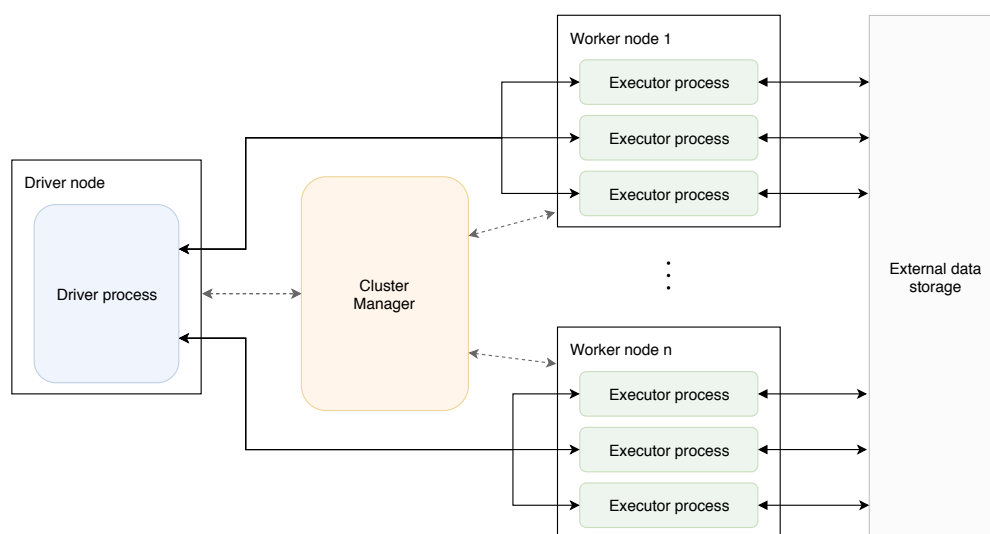 Worker node 1
Executor process
Executor process
Executor process
Driver node
Driver process
Cluster
Manager
External data
storage
Worker node n
Executor process
Executor process
Executor process